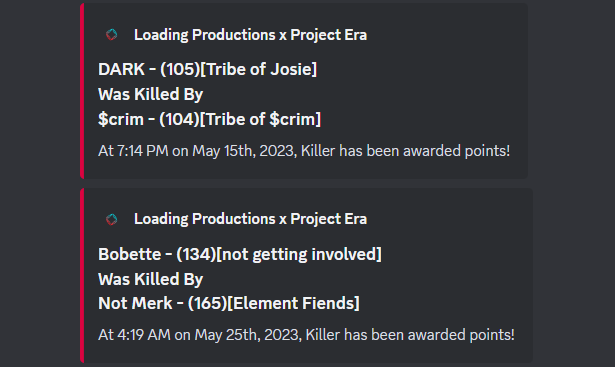 Loading Productions x Project Era
DARK - (105)[Tribe of Josie]
Was Killed By
$crim - (104)[Tribe of $crim]
At 7:14 PM on May 15th, 2023, Killer has been awarded points!
Loading Productions x Project Era
Bobette - (134)[not getting involved]
Was Killed By
Not Merk - (165)[Element Fiends]
At 4:19 AM on May 25th, 2023, Killer has been awarded points!